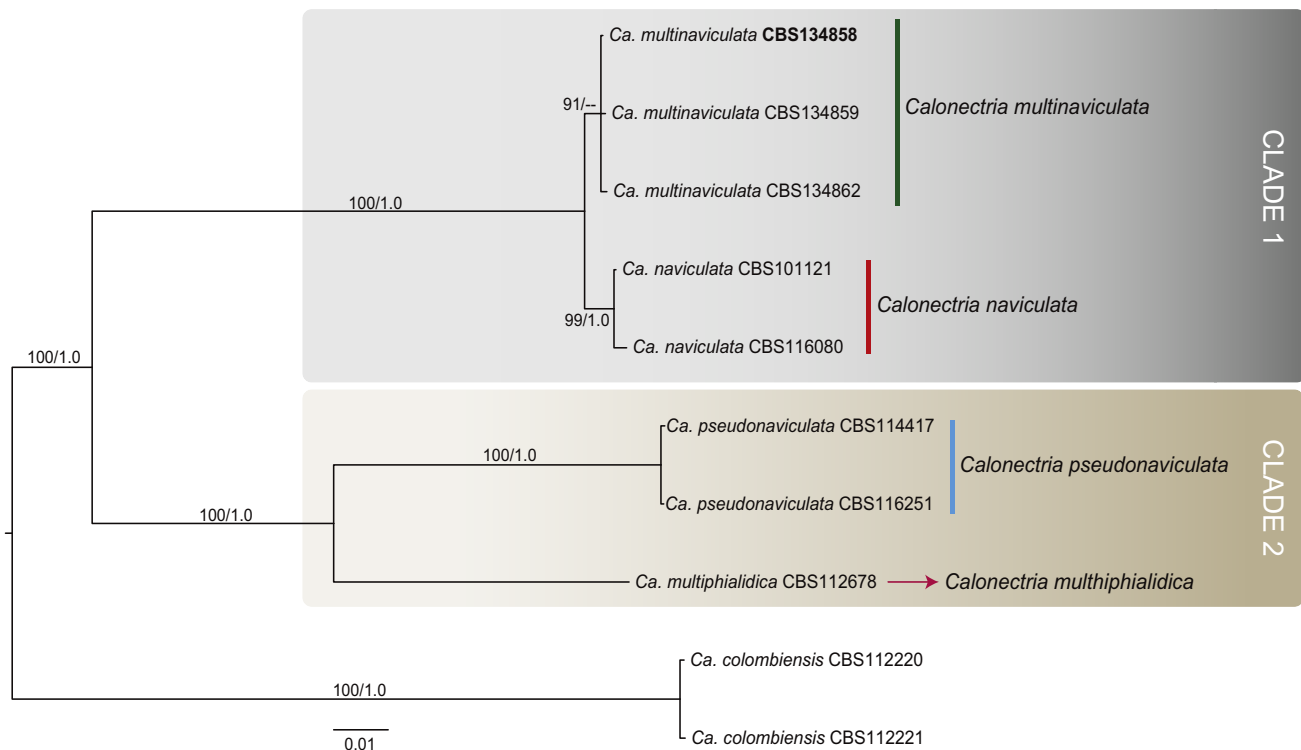 Ca. multinaviculata CBS134858
91/--
Ca. multinaviculata CBS134859
Calonectria multinaviculata
Ca. multinaviculata CBS134862
100/1.0
CLADE 1
Ca. naviculata CBS101121
Calonectria naviculata
99/1.0
Ca. naviculata CBS116080
100/1.0
Ca. pseudonaviculata CBS114417
100/1.0
Calonectria pseudonaviculata
Ca. pseudonaviculata CBS116251
CLADE 2
100/1.0
Ca. multiphialidica CBS112678
Calonectria multhiphialidica
Ca. colombiensis CBS112220
100/1.0
Ca. colombiensis CBS112221
0.01